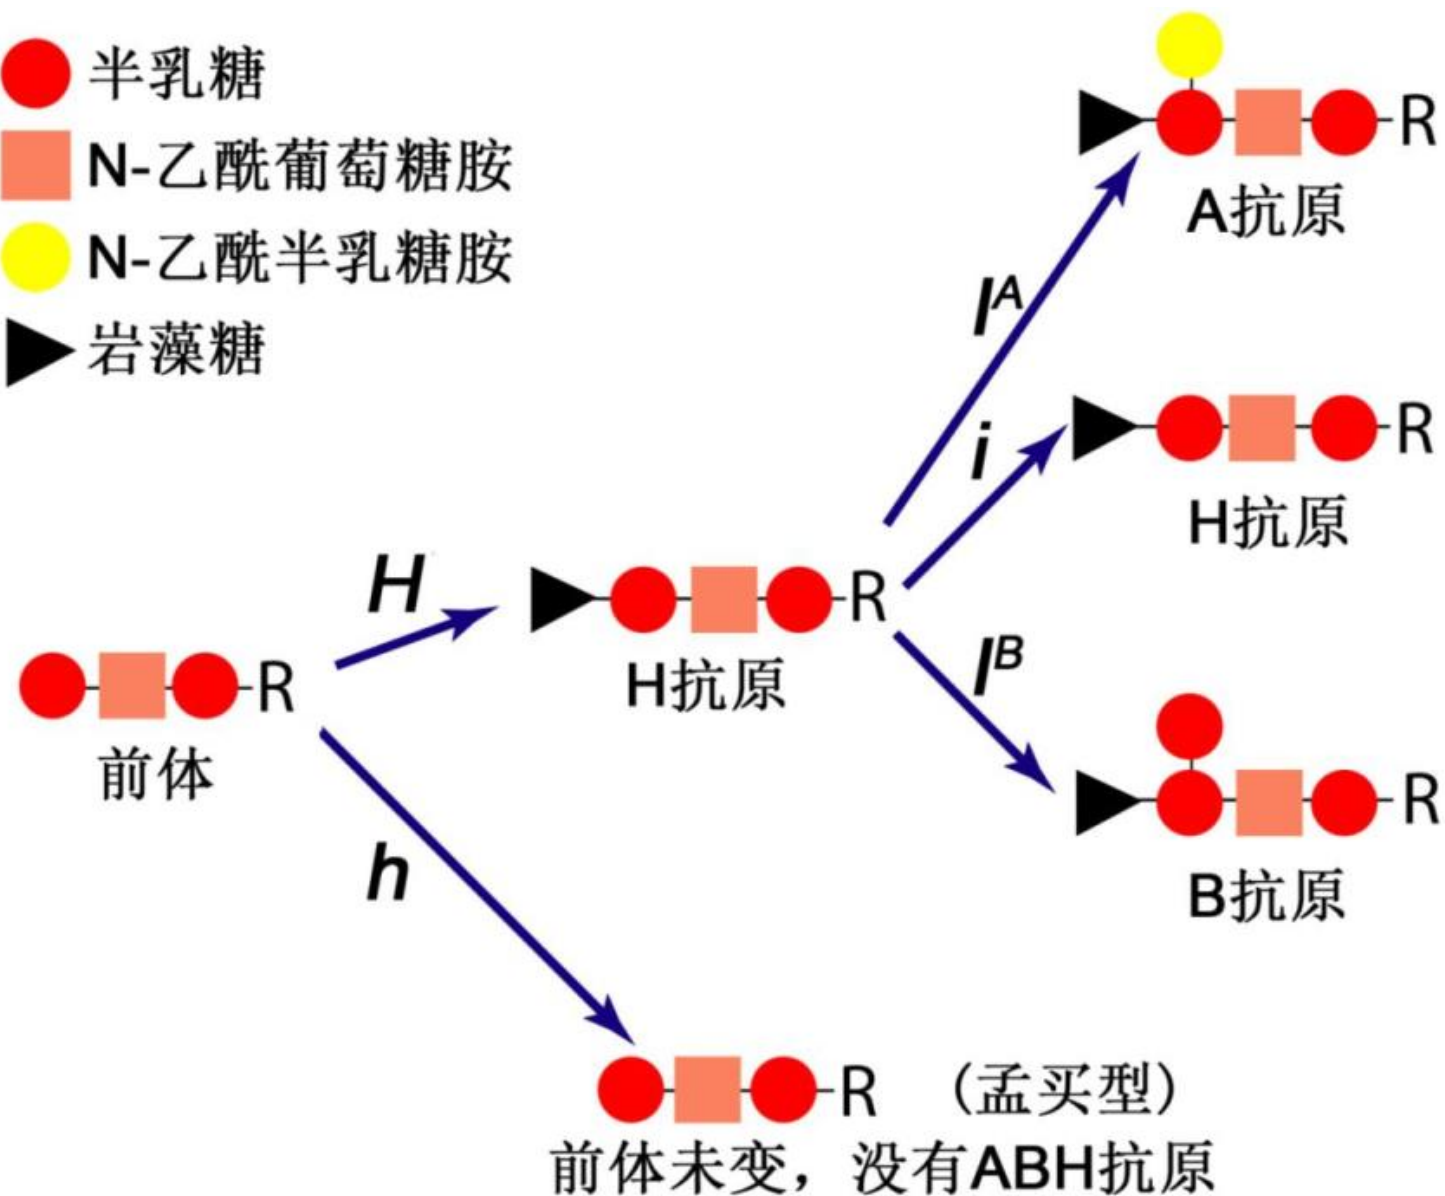 半乳糖
N-乙酰葡萄糖胺
N-乙酰半乳糖胺
岩藻糖
R
A抗原
I^A
i
R
H抗原
H
R
H抗原
I^B
R
前体
h
R
B抗原
R （孟买型）
前体未变，没有ABH抗原